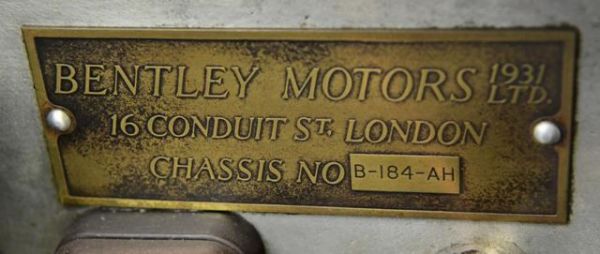 BENTLEY MOTORS 1931 LTD.
16 CONDUIT ST. LONDON
CHASSIS NO B-184-AH